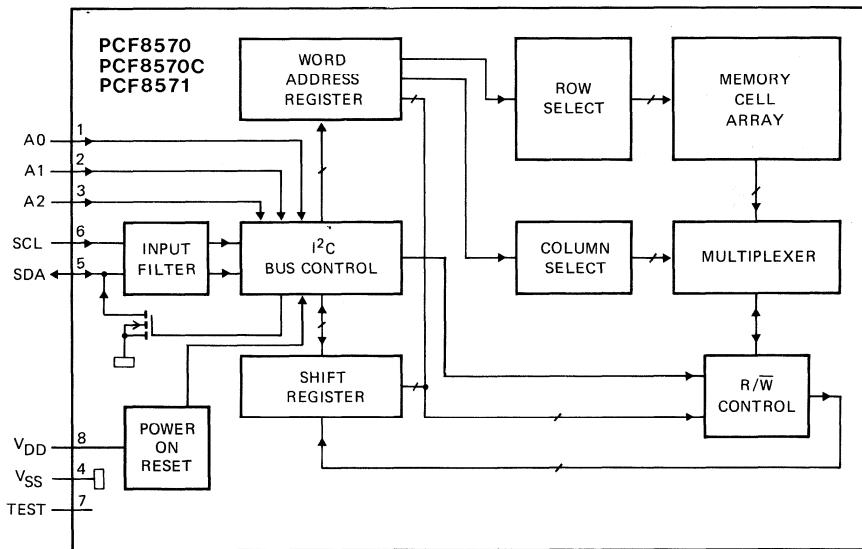 PCF8570
PCF8570C
PCF8571
WORD
ADDRESS
REGISTER
ROW
SELECT
MEMORY
CELL
ARRAY
A0
1
A1
2
A2
3
SCL
6
SDA
5
INPUT
FILTER
I²C
BUS CONTROL
COLUMN
SELECT
MULTIPLEXER
SHIFT
REGISTER
R/W̅
CONTROL
POWER
ON
RESET
VDD
8
VSS
4
TEST
7